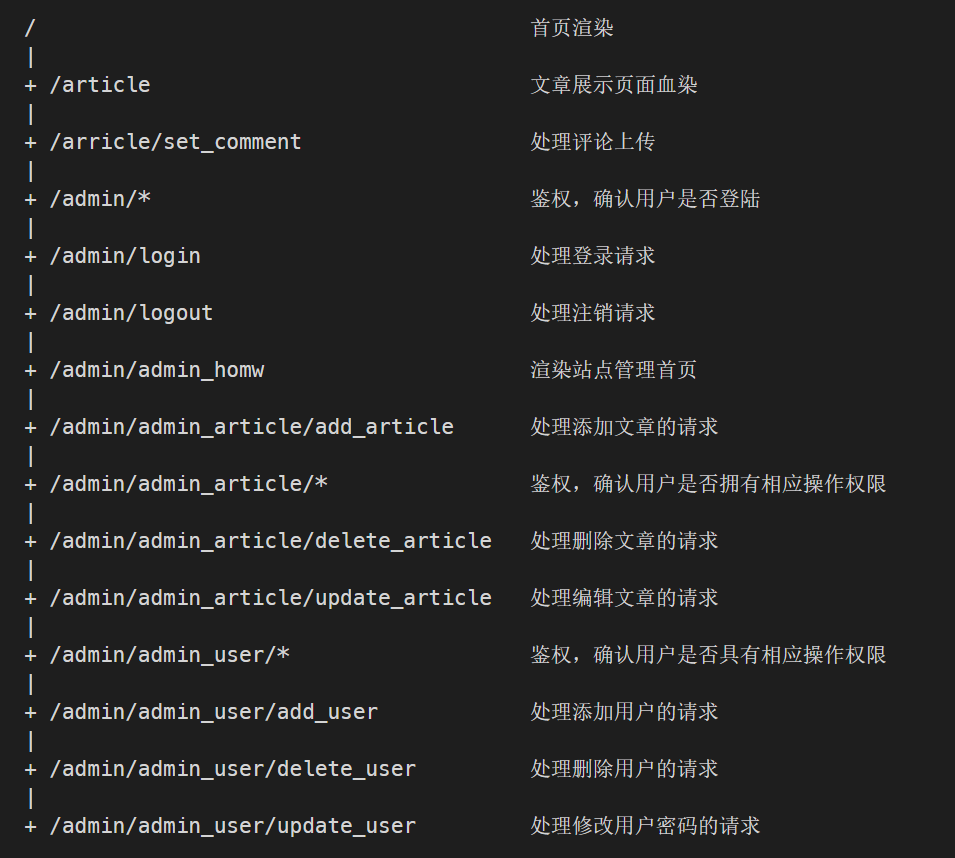 / 首页渲染
|
+ /article 文章展示页面血染
|
+ /arricle/set_comment 处理评论上传
|
+ /admin/* 鉴权，确认用户是否登陆
|
+ /admin/login 处理登录请求
|
+ /admin/logout 处理注销请求
|
+ /admin/admin_homw 渲染站点管理首页
|
+ /admin/admin_article/add_article 处理添加文章的请求
|
+ /admin/admin_article/* 鉴权，确认用户是否拥有相应操作权限
|
+ /admin/admin_article/delete_article 处理删除文章的请求
|
+ /admin/admin_article/update_article 处理编辑文章的请求
|
+ /admin/admin_user/* 鉴权，确认用户是否具有相应操作权限
|
+ /admin/admin_user/add_user 处理添加用户的请求
|
+ /admin/admin_user/delete_user 处理删除用户的请求
|
+ /admin/admin_user/update_user 处理修改用户密码的请求